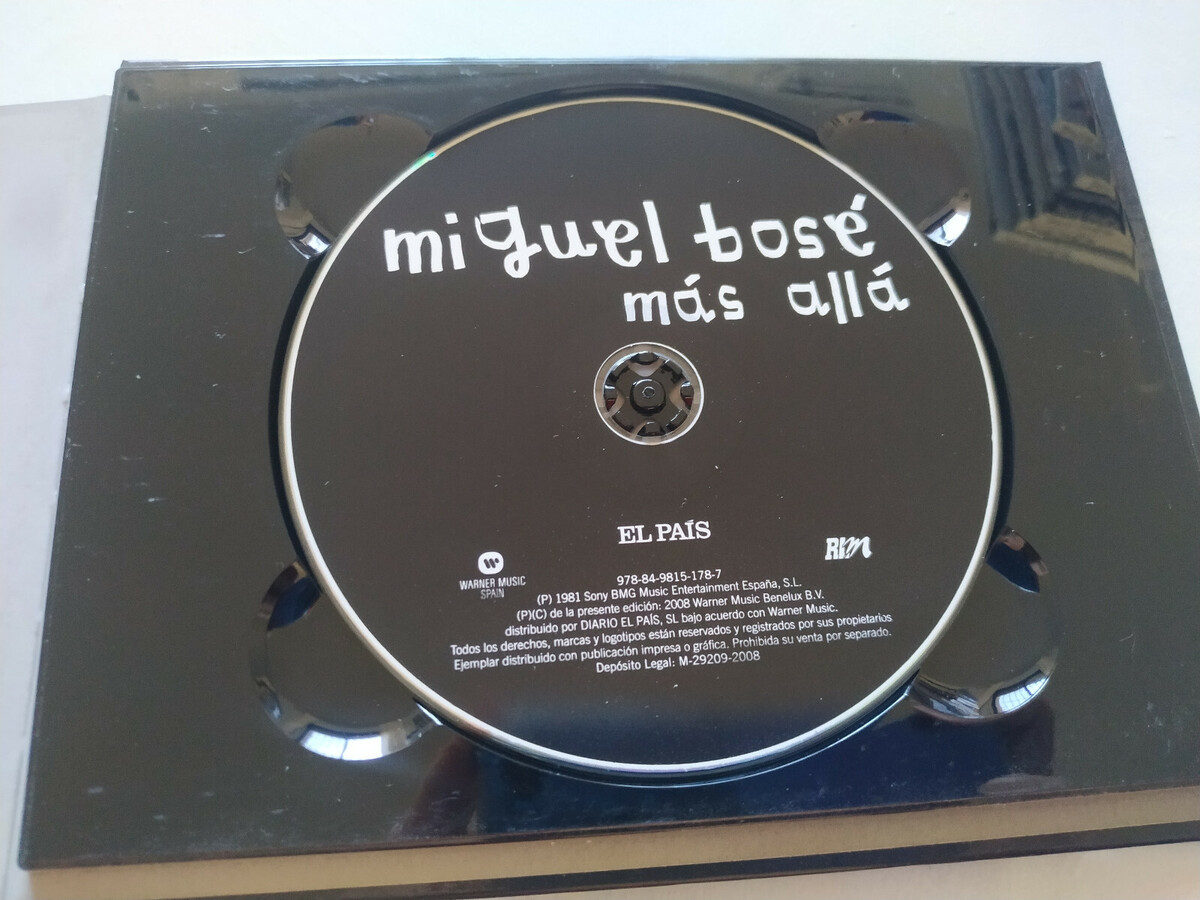 miguel bosé
más allá
EL PAÍS
WARNER MUSIC
SPAIN
RLM
978-84-9815-178-7
(P) 1981 Sony BMG Music Entertainment España, S.L.
(P)(C) de la presente edición: 2008 Warner Music Benelux B.V.
distribuido por DIARIO EL PAÍS, SL bajo acuerdo con Warner Music.
Todos los derechos, marcas y logotipos están reservados y registrados por sus propietarios
Ejemplar distribuido con publicación impresa o gráfica. Prohibida su venta por separado.
Depósito Legal: M-29209-2008